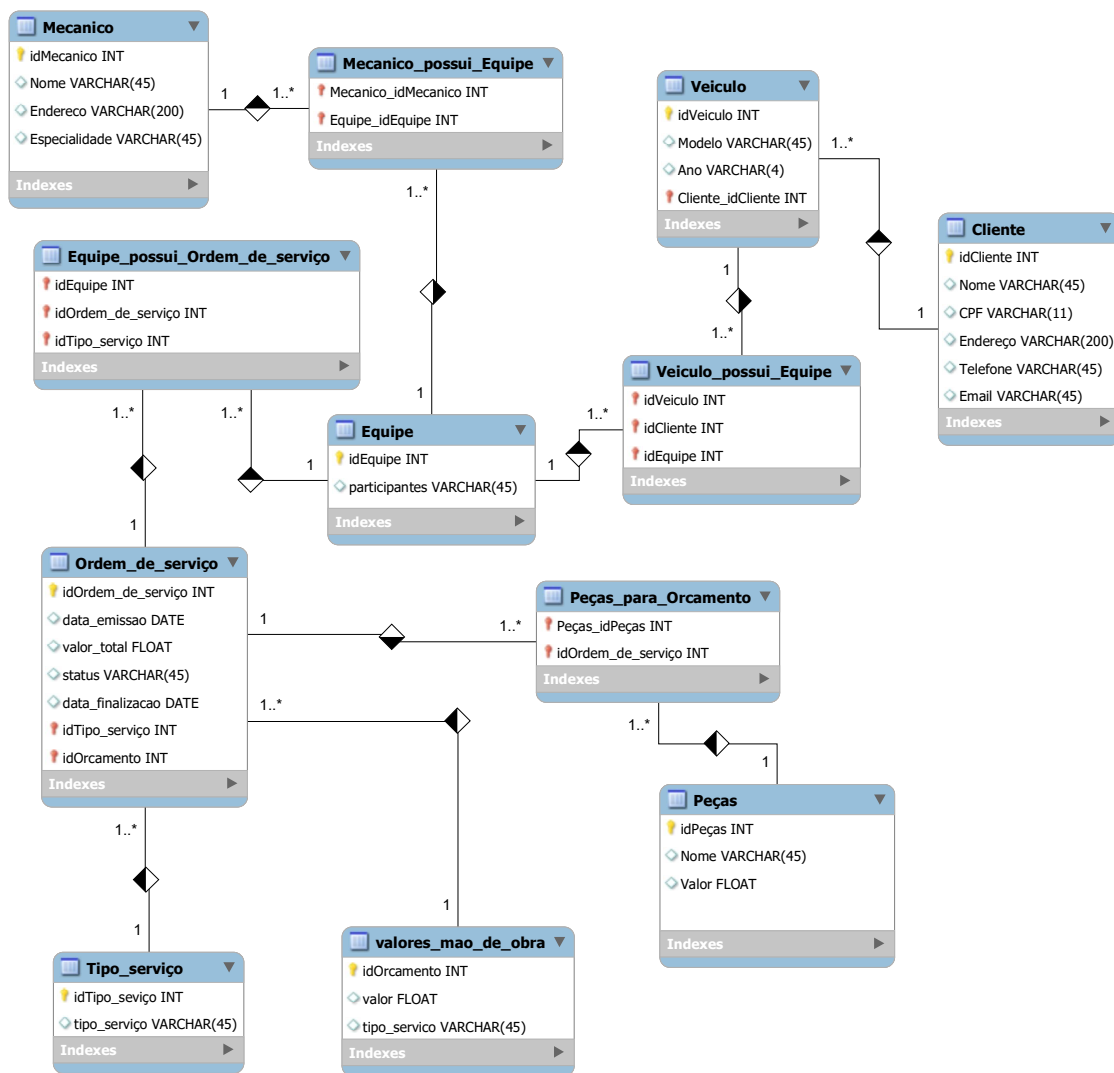 Mecanico
idMecanico INT
Nome VARCHAR(45)
Endereco VARCHAR(200)
Especialidade VARCHAR(45)
Indexes
1
1..*
Mecanico_possui_Equipe
Mecanico_idMecanico INT
Equipe_idEquipe INT
Indexes
1..*
1
Veiculo
idVeiculo INT
Modelo VARCHAR(45)
Ano VARCHAR(4)
Cliente_idCliente INT
Indexes
1..*
1
1
1..*
Cliente
idCliente INT
Nome VARCHAR(45)
CPF VARCHAR(11)
Endereço VARCHAR(200)
Telefone VARCHAR(45)
Email VARCHAR(45)
Indexes
Equipe_possui_Ordem_de_serviço
idEquipe INT
idOrdem_de_serviço INT
idTipo_serviço INT
Indexes
1..*
1..*
1
1
Equipe
idEquipe INT
participantes VARCHAR(45)
Indexes
1
1..*
Veiculo_possui_Equipe
idVeiculo INT
idCliente INT
idEquipe INT
Indexes
Ordem_de_serviço
idOrdem_de_serviço INT
data_emissao DATE
valor_total FLOAT
status VARCHAR(45)
data_finalizacao DATE
idTipo_serviço INT
idOrcamento INT
Indexes
1
1..*
1..*
1
1..*
1
Peças_para_Orcamento
Peças_idPeças INT
idOrdem_de_serviço INT
Indexes
1..*
1
Peças
idPeças INT
Nome VARCHAR(45)
Valor FLOAT
Indexes
Tipo_serviço
idTipo_seviço INT
tipo_serviço VARCHAR(45)
Indexes
valores_mao_de_obra
idOrcamento INT
valor FLOAT
tipo_servico VARCHAR(45)
Indexes